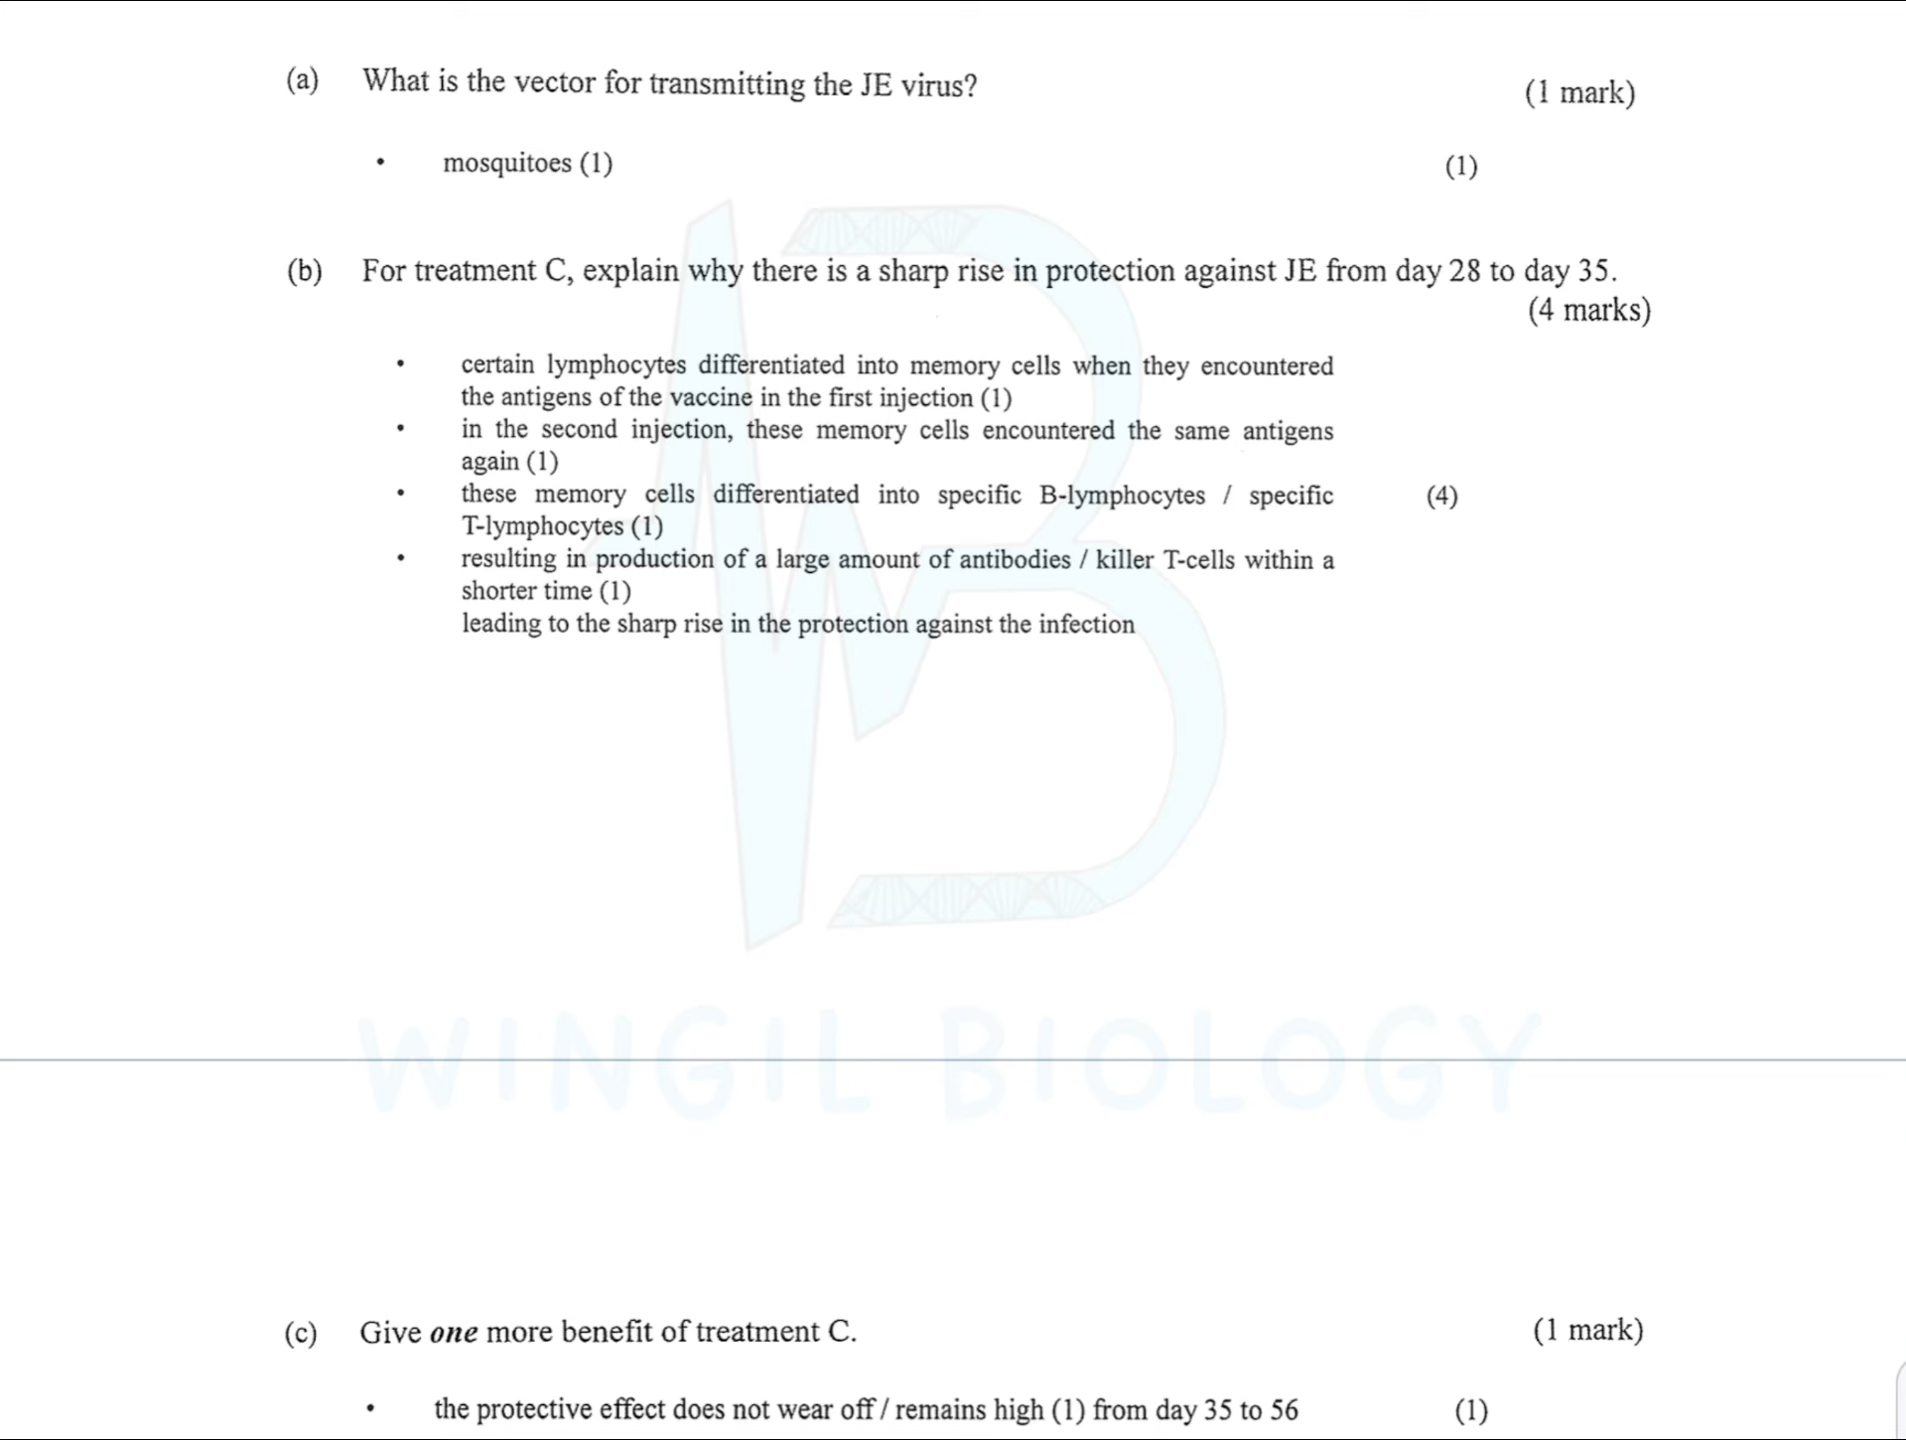 (a) What is the vector for transmitting the JE virus? (1 mark)
• mosquitoes (1) (1)
(b) For treatment C, explain why there is a sharp rise in protection against JE from day 28 to day 35.
(4 marks)
• certain lymphocytes differentiated into memory cells when they encountered
the antigens of the vaccine in the first injection (1)
• in the second injection, these memory cells encountered the same antigens
again (1)
• these memory cells differentiated into specific B-lymphocytes / specific (4)
T-lymphocytes (1)
• resulting in production of a large amount of antibodies / killer T-cells within a
shorter time (1)
leading to the sharp rise in the protection against the infection
WINGIL BIOLOGY
(c) Give one more benefit of treatment C. (1 mark)
• the protective effect does not wear off / remains high (1) from day 35 to 56 (1)